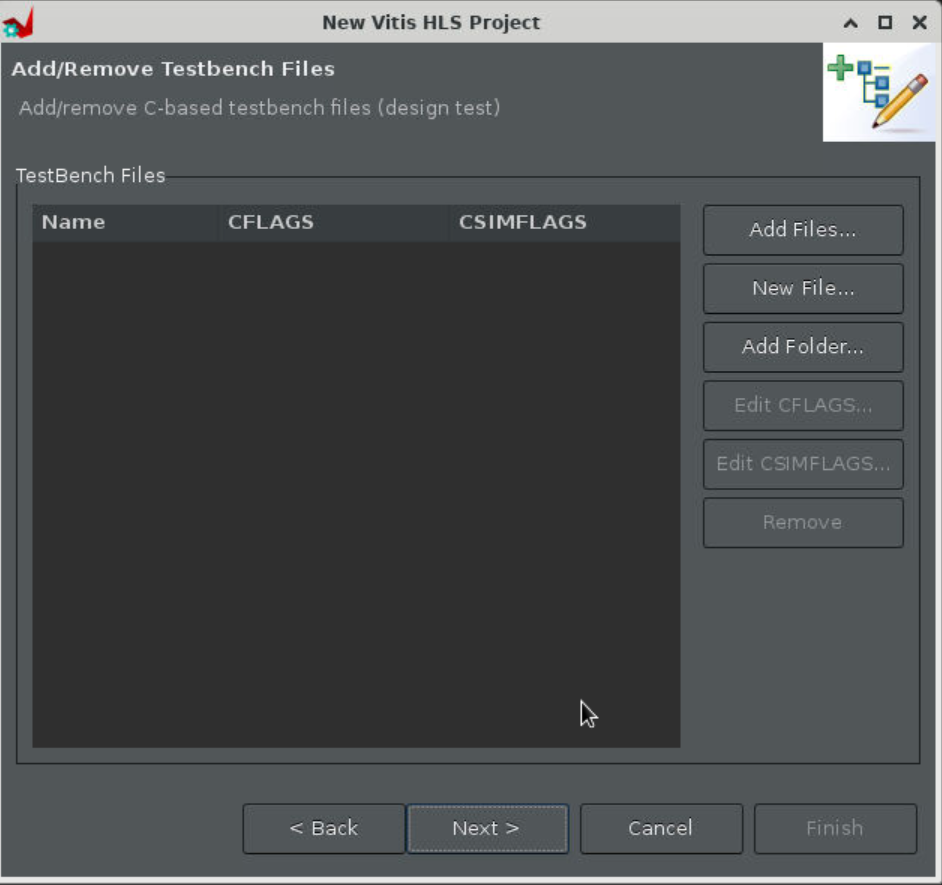 New Vitis HLS Project
Add/Remove Testbench Files
Add/remove C-based testbench files (design test)
TestBench Files
Name CFLAGS CSIMFLAGS
Add Files...
New File...
Add Folder...
Edit CFLAGS...
Edit CSIMFLAGS...
Remove
< Back Next > Cancel Finish